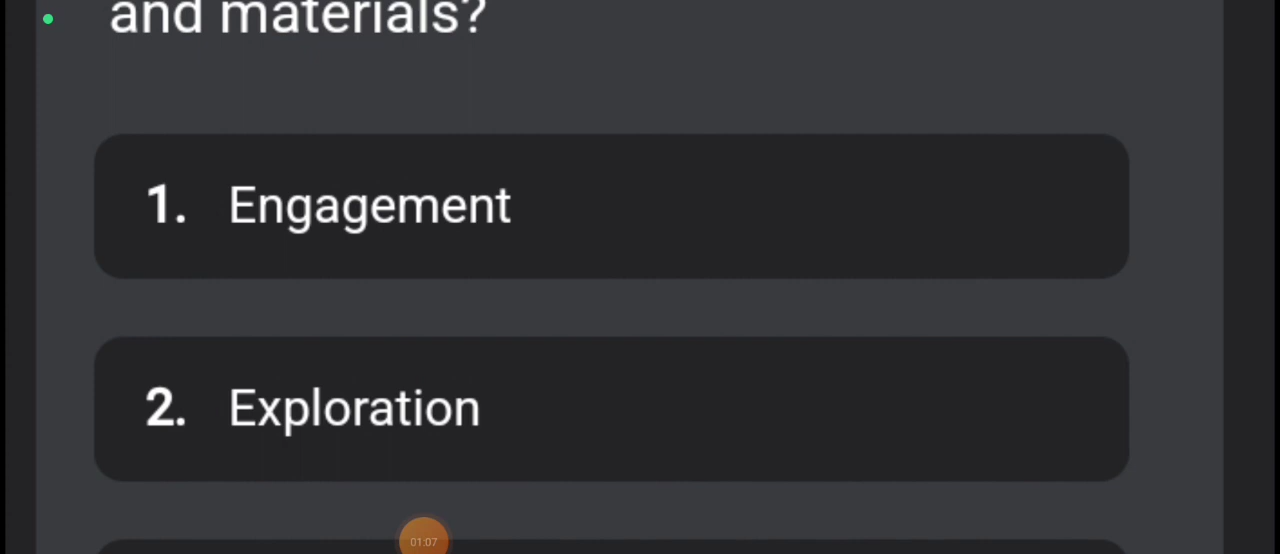 and materials?
1. Engagement
2. Exploration
01:07